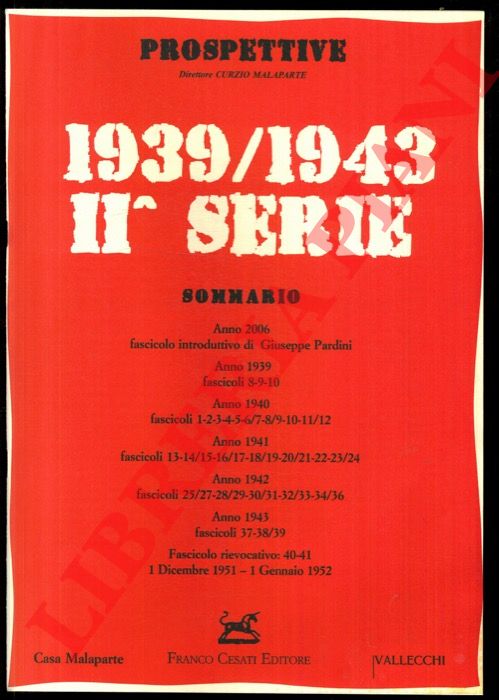 PROSPETTIVE
Direttore CURZIO MALAPARTE
1939/1943
IIˆ SERIE
SOMMARIO
Anno 2006
fascicolo introduttivo di Giuseppe Pardini
Anno 1939
fascicoli 8-9-10
Anno 1940
fascicoli 1-2-3-4-5-6/7-8/9-10-11/12
Anno 1941
fascicoli 13-14/15-16/17-18/19-20/21-22-23/24
Anno 1942
fascicoli 25/27-28/29-30/31-32/33-34/36
Anno 1943
fascicoli 37-38/39
Fascicolo rievocativo: 40-41
1 Dicembre 1951 – 1 Gennaio 1952
Casa Malaparte
FRANCO CESATI EDITORE
VALLECCHI
LIBRERIA PIANI